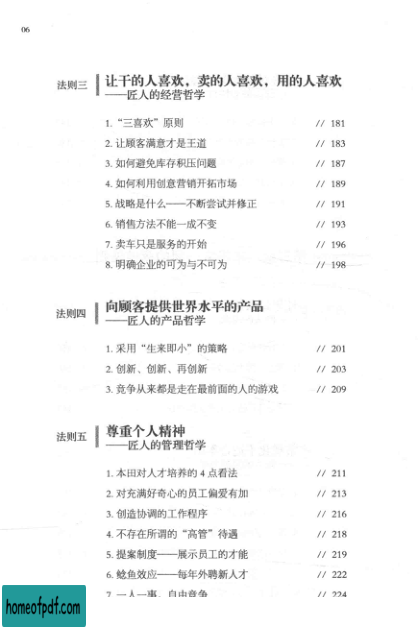 06
法则三 让干的人喜欢，卖的人喜欢，用的人喜欢
——匠人的经营哲学
1. “三喜欢”原则 // 181
2. 让顾客满意才是王道 // 183
3. 如何避免库存积压问题 // 187
4. 如何利用创意营销开拓市场 // 189
5. 战略是什么——不断尝试并修正 // 191
6. 销售方法不能一成不变 // 193
7. 卖车只是服务的开始 // 196
8. 明确企业的可为与不可为 // 198
法则四 向顾客提供世界水平的产品
——匠人的产品哲学
1. 采用“生来即小”的策略 // 201
2. 创新、创新、再创新 // 203
3. 竞争从来都是走在最前面的人的游戏 // 209
法则五 尊重个人精神
——匠人的管理哲学
1. 本田对人才培养的 4 点看法 // 211
2. 对充满好奇心的员工偏爱有加 // 213
3. 创造协调的工作程序 // 216
4. 不存在所谓的“高管”待遇 // 218
5. 提案制度——展示员工的才能 // 219
6. 鲶鱼效应——每年外聘新人才 // 222
7. 一人一事，自由竞争 // 224
homeofpdf.com